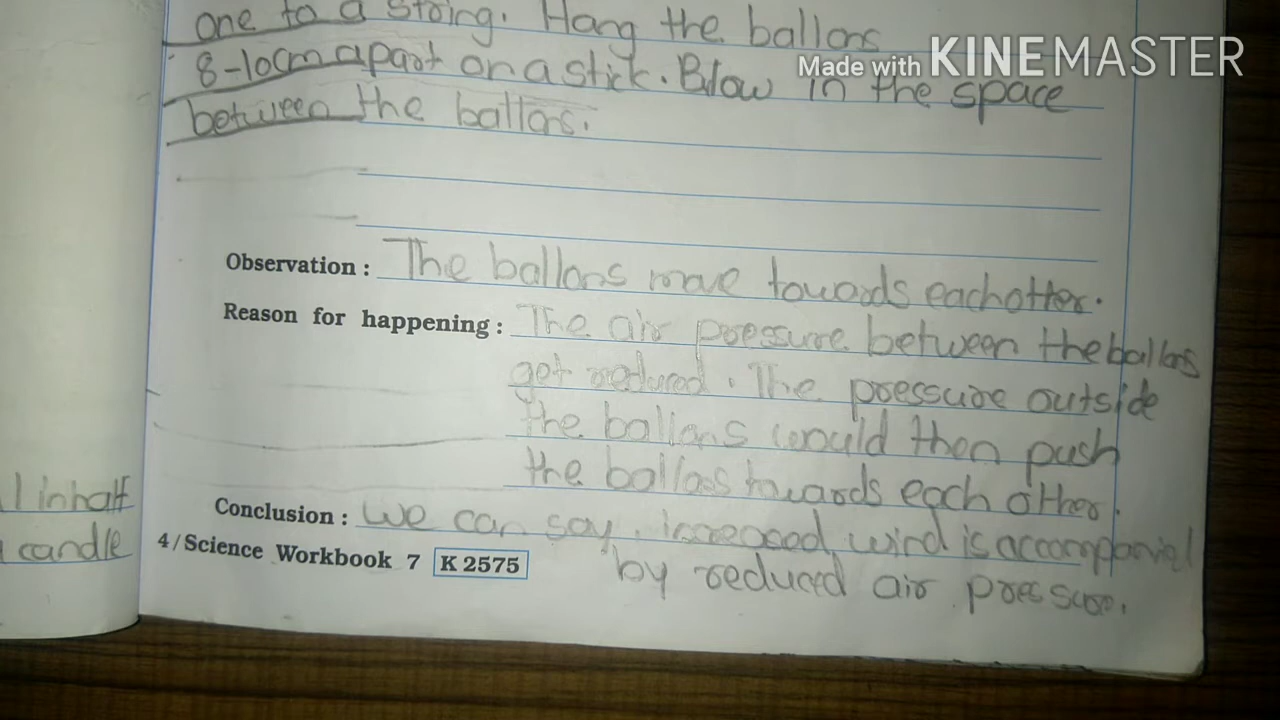 one to a string. Hang the ballons
8-10cm apart on a stick. Blow in the space
between the ballons.
Made with KINEMASTER
Observation : The ballons move towards eachother.
Reason for happening : The air pressure between the ballons
get reduced. The pressure outside
the ballons would then push
the ballons towards each other.
Conclusion : We can say, increased wind is accompanied
by reduced air pressure.
4/Science Workbook 7 K 2575
l in half
candle